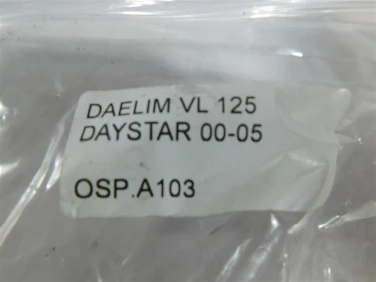 DAELIM VL 125
DAYSTAR 00-05
OSP.A103